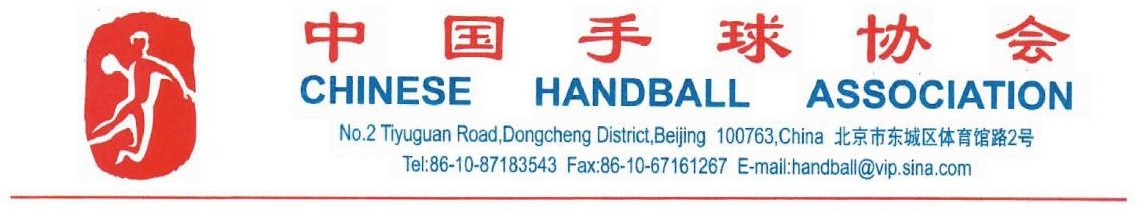 中国手球协会
CHINESE HANDBALL ASSOCIATION
No.2 Tiyuguan Road,Dongcheng District,Beijing 100763,China 北京市东城区体育馆路2号
Tel:86-10-87183543 Fax:86-10-67161267 E-mail:handball@vip.sina.com